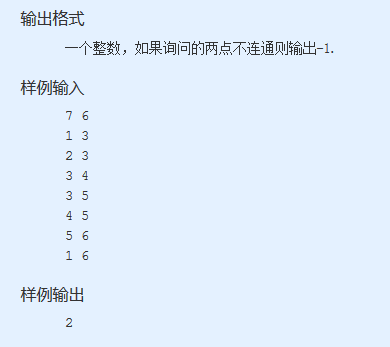 输出格式
一个整数，如果询问的两点不连通则输出-1.
样例输入
7 6
1 3
2 3
3 4
3 5
4 5
5 6
1 6
样例输出
2